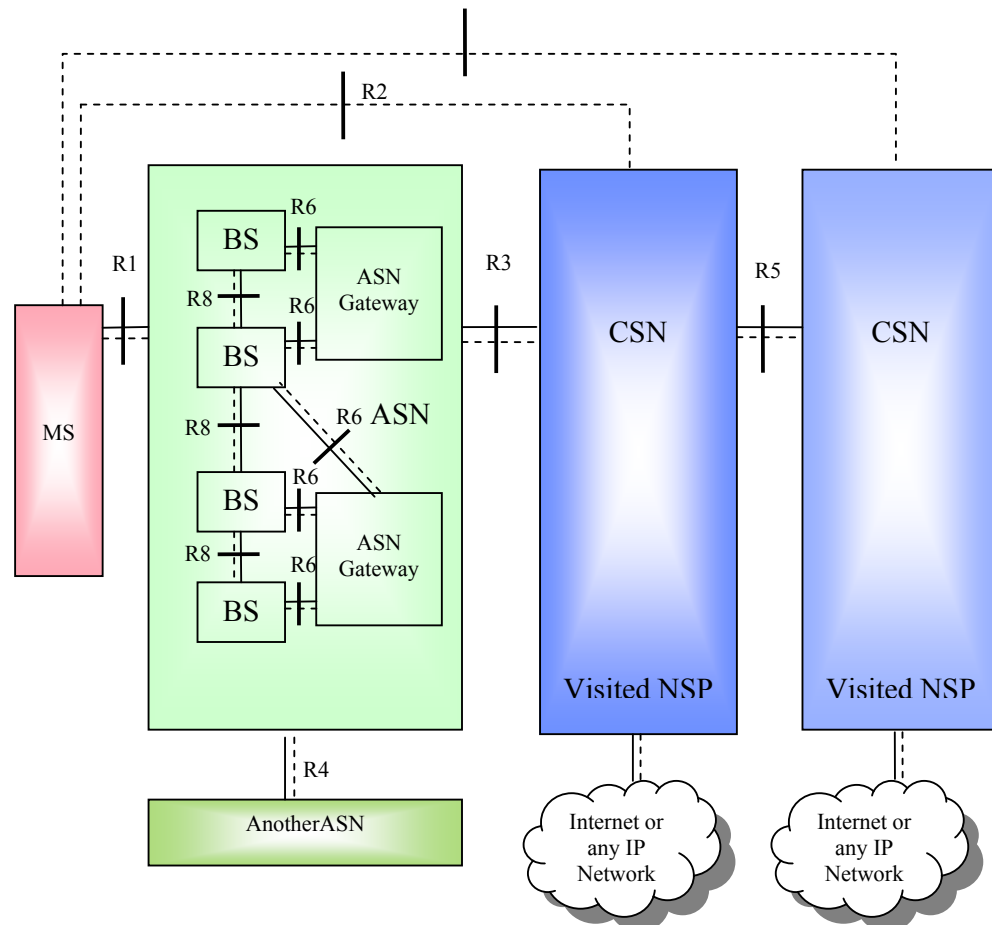 R2
R6
BS
ASN
Gateway
R1
R8
R6
R3
R5
BS
CSN
CSN
R6
ASN
R8
MS
R6
BS
ASN
Gateway
R8
R6
BS
Visited NSP
Visited NSP
R4
AnotherASN
Internet or
any IP
Network
Internet or
any IP
Network